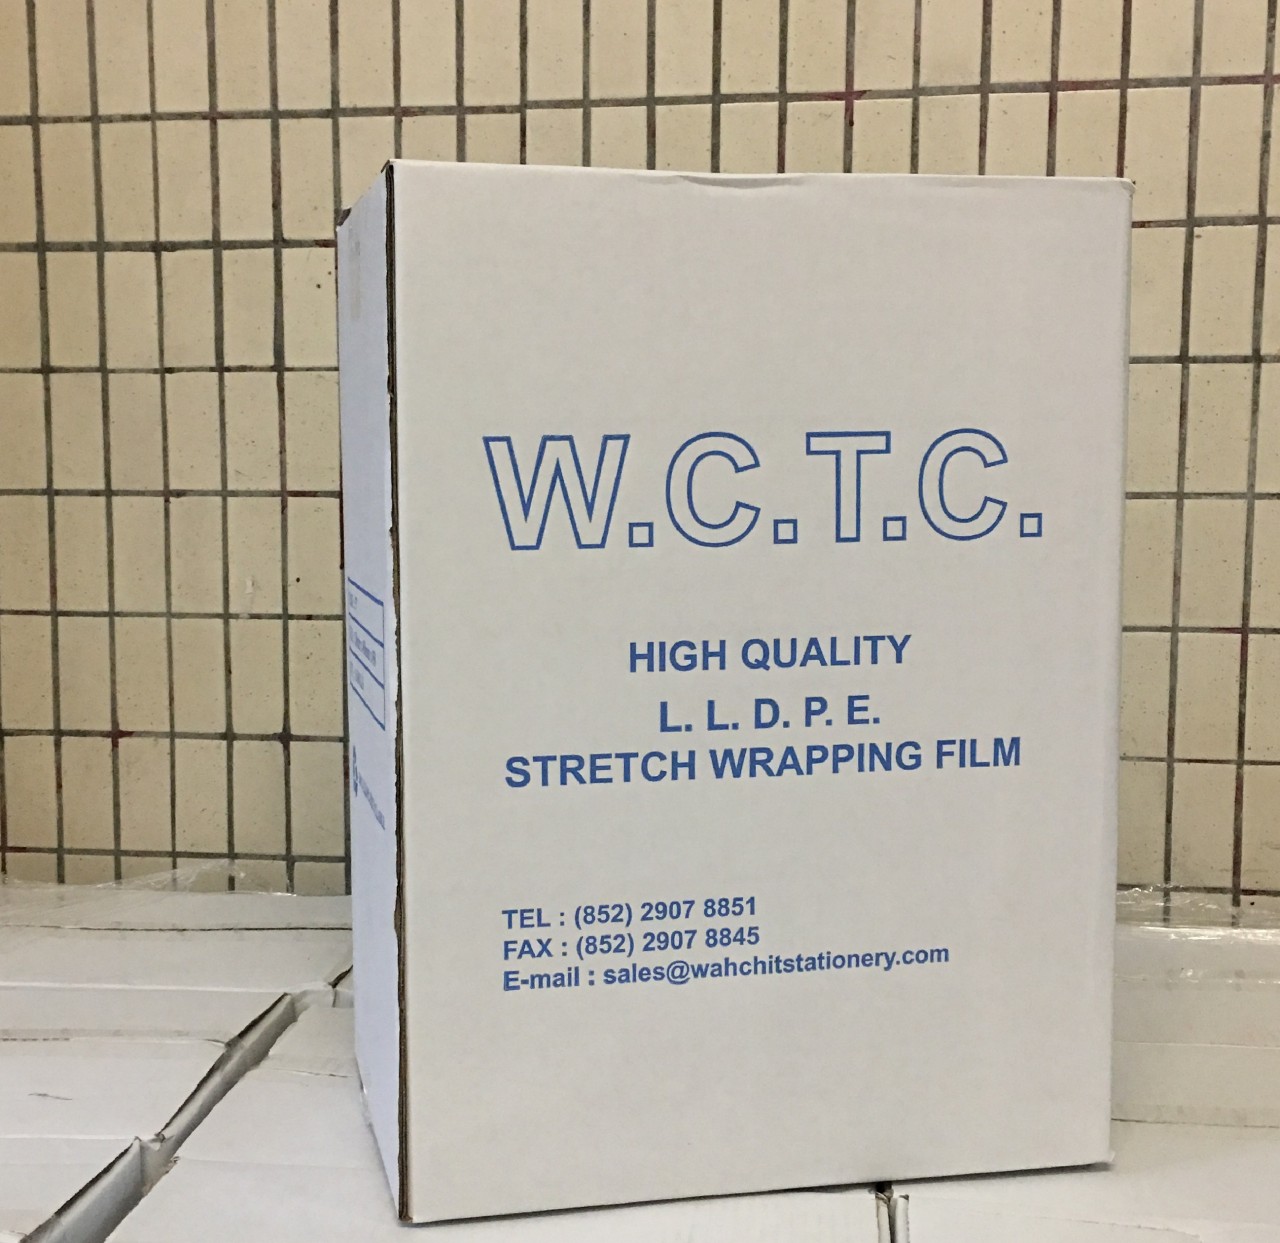 W.C.T.C.
HIGH QUALITY
L. L. D. P. E.
STRETCH WRAPPING FILM
TEL : (852) 2907 8851
FAX : (852) 2907 8845
E-mail : sales@wahchitstationery.com